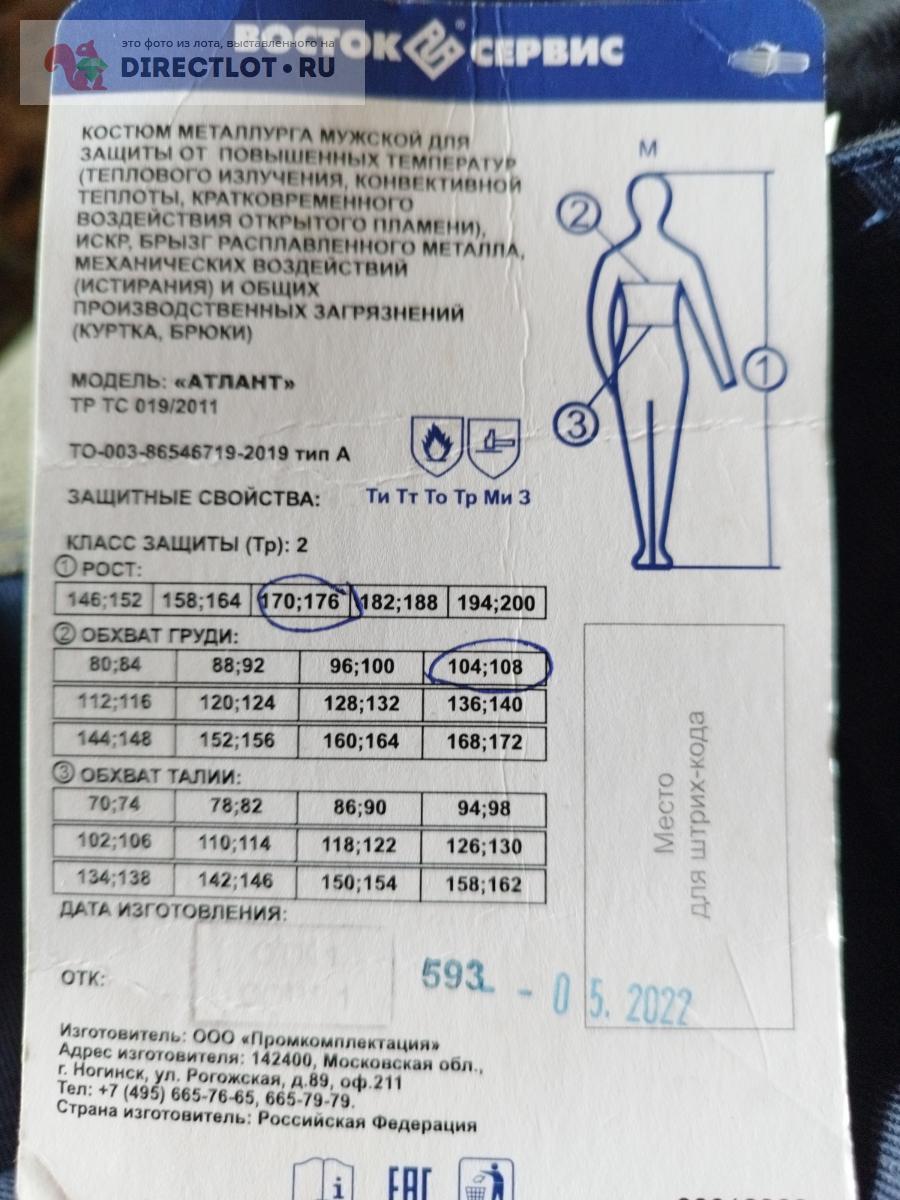 это фото из лота, выставленного на
DIRECTLOT.RU
ВОСТОК СЕРВИС
КОСТЮМ МЕТАЛЛУРГА МУЖСКОЙ ДЛЯ
ЗАЩИТЫ ОТ ПОВЫШЕННЫХ ТЕМПЕРАТУР
(ТЕПЛОВОГО ИЗЛУЧЕНИЯ, КОНВЕКТИВНОЙ
ТЕПЛОТЫ, КРАТКОВРЕМЕННОГО
ВОЗДЕЙСТВИЯ ОТКРЫТОГО ПЛАМЕНИ),
ИСКР, БРЫЗГ РАСПЛАВЛЕННОГО МЕТАЛЛА,
МЕХАНИЧЕСКИХ ВОЗДЕЙСТВИЙ
(ИСТИРАНИЯ) И ОБЩИХ
ПРОИЗВОДСТВЕННЫХ ЗАГРЯЗНЕНИЙ
(КУРТКА, БРЮКИ)
М
2
1
3
МОДЕЛЬ: «АТЛАНТ»
ТР ТС 019/2011
ТО-003-86546719-2019 тип А
ЗАЩИТНЫЕ СВОЙСТВА: Ти Тт То Тр Ми З
КЛАСС ЗАЩИТЫ (Тр): 2
1 РОСТ:
146;152 158;164 170;176 182;188 194;200
2 ОБХВАТ ГРУДИ:
80;84 88;92 96;100 104;108
112;116 120;124 128;132 136;140
144;148 152;156 160;164 168;172
3 ОБХВАТ ТАЛИИ:
70;74 78;82 86;90 94;98
102;106 110;114 118;122 126;130
134;138 142;146 150;154 158;162
Место
для штрих-кода
ДАТА ИЗГОТОВЛЕНИЯ:
ОТК:
593 - 05. 2022
Изготовитель: ООО «Промкомплектация»
Адрес изготовителя: 142400, Московская обл.,
г. Ногинск, ул. Рогожская, д.89, оф.211
Тел: +7 (495) 665-76-65, 665-79-79.
Страна изготовитель: Российская Федерация
i EAC